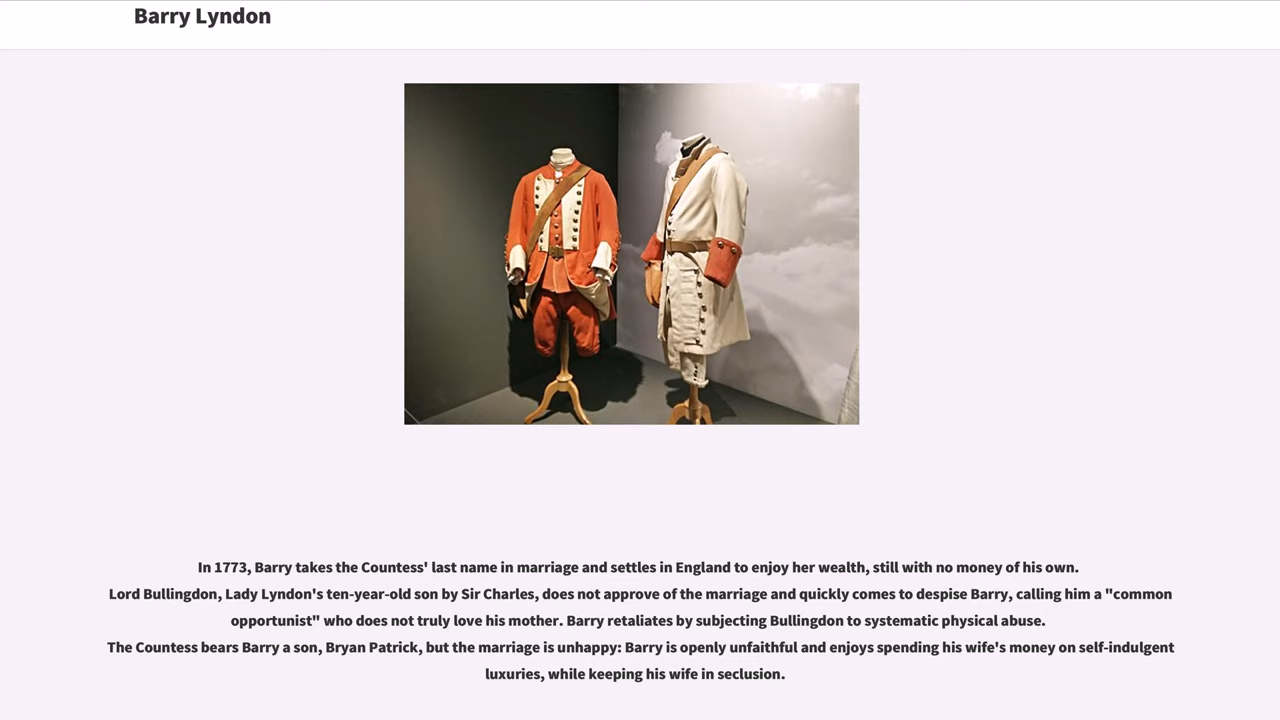 Barry Lyndon
In 1773, Barry takes the Countess' last name in marriage and settles in England to enjoy her wealth, still with no money of his own.
Lord Bullingdon, Lady Lyndon's ten-year-old son by Sir Charles, does not approve of the marriage and quickly comes to despise Barry, calling him a "common
opportunist" who does not truly love his mother. Barry retaliates by subjecting Bullingdon to systematic physical abuse.
The Countess bears Barry a son, Bryan Patrick, but the marriage is unhappy: Barry is openly unfaithful and enjoys spending his wife's money on self-indulgent
luxuries, while keeping his wife in seclusion.